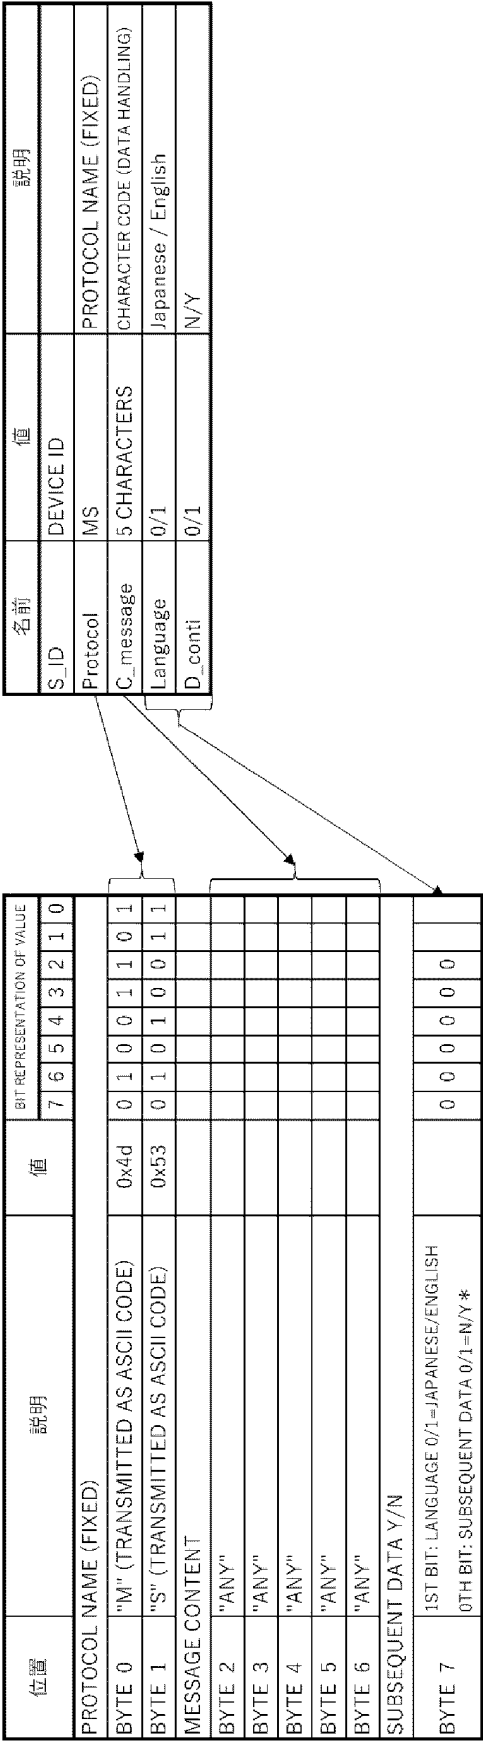 位置 説明 値 BIT REPRESENTATION OF VALUE
7 6 5 4 3 2 1 0
PROTOCOL NAME (FIXED)
BYTE 0 "M" (TRANSMITTED AS ASCII CODE) 0x4d 0 1 0 0 1 1 0 1
BYTE 1 "S" (TRANSMITTED AS ASCII CODE) 0x53 0 1 0 1 0 0 1 1
MESSAGE CONTENT
BYTE 2 "ANY"
BYTE 3 "ANY"
BYTE 4 "ANY"
BYTE 5 "ANY"
BYTE 6 "ANY"
SUBSEQUENT DATA Y/N
BYTE 7 1ST BIT: LANGUAGE 0/1=JAPANESE/ENGLISH
0TH BIT: SUBSEQUENT DATA 0/1=N/Y＊ 0 0 0 0 0 0
名前 値 説明
S_ID DEVICE ID
Protocol MS PROTOCOL NAME (FIXED)
C_message 5 CHARACTERS CHARACTER CODE (DATA HANDLING)
Language 0/1 Japanese / English
D_conti 0/1 N/Y